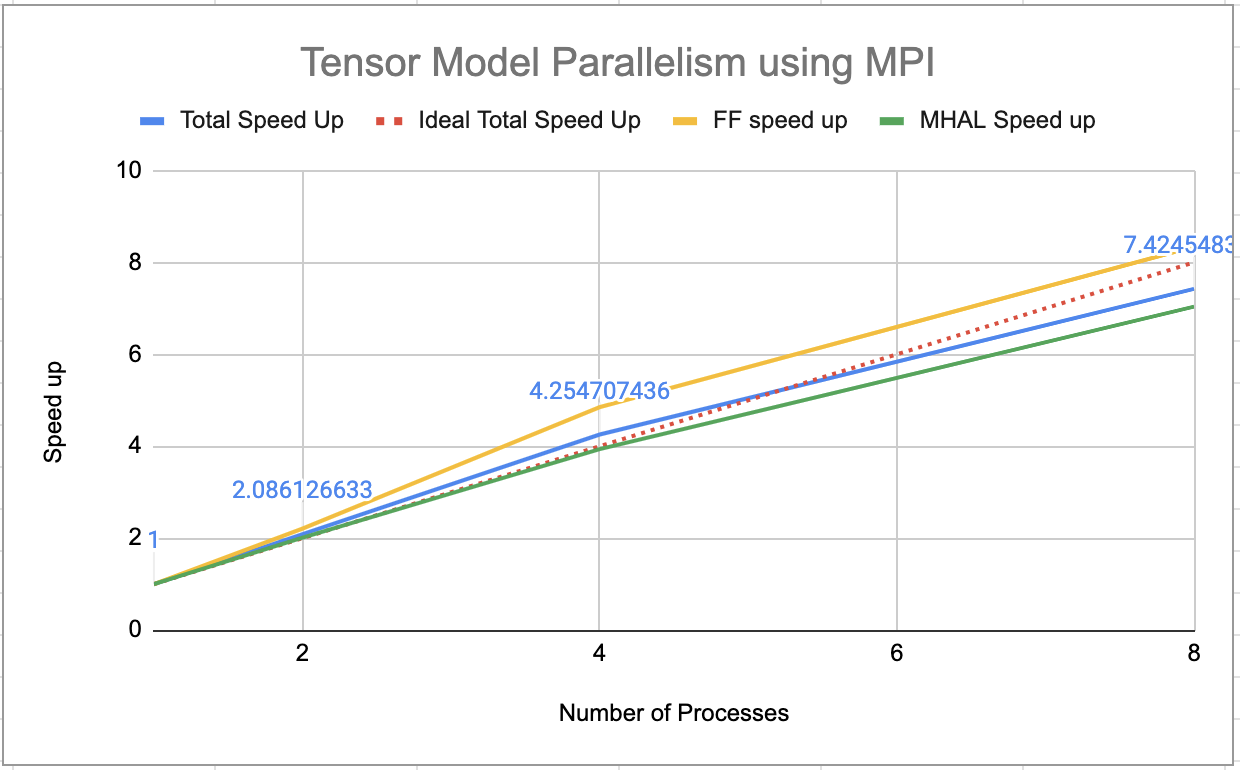 Tensor Model Parallelism using MPI
Total Speed Up Ideal Total Speed Up FF speed up MHAL Speed up
10
7.4245483
8
6
4.254707436
Speed up
4
2.086126633
2
1
0
2 4 6 8
Number of Processes